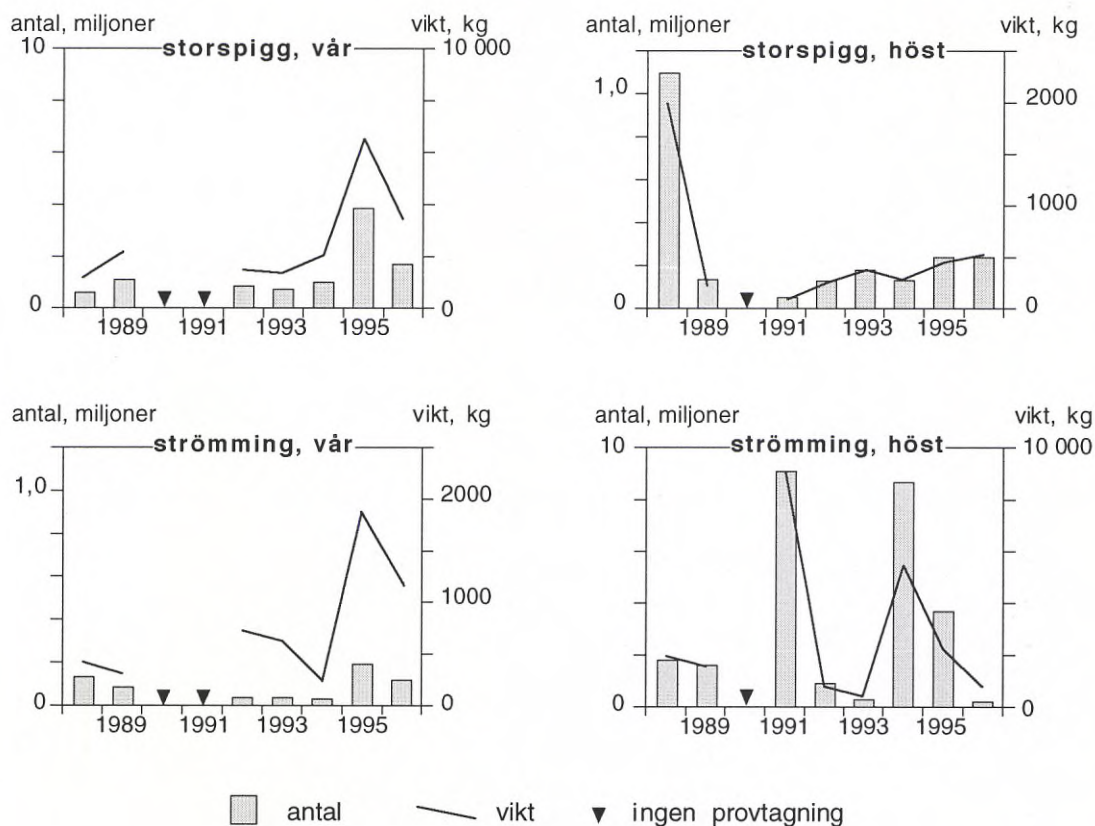 antal, miljoner vikt, kg
10 storspigg, vår 10 000
0 0
1989 1991 1993 1995
antal, miljoner vikt, kg
storspigg, höst
1,0 2000
1000
0 0
1989 1991 1993 1995
antal, miljoner vikt, kg
strömming, vår
1,0 2000
1000
0 0
1989 1991 1993 1995
antal, miljoner vikt, kg
10 strömming, höst 10 000
0 0
1989 1991 1993 1995
antal vikt ingen provtagning